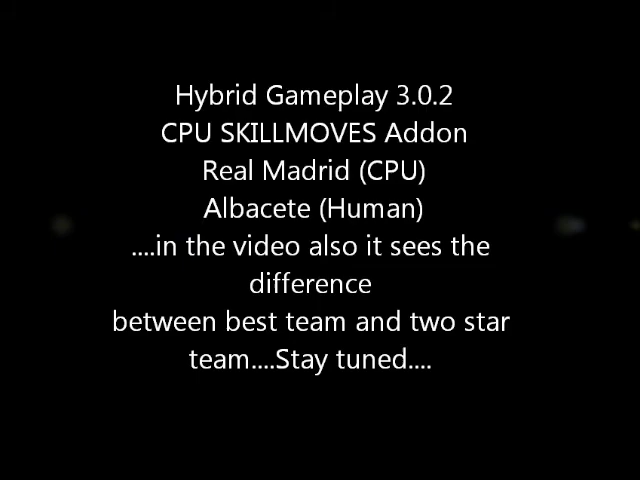 Hybrid Gameplay 3.0.2
CPU SKILLMOVES Addon
Real Madrid (CPU)
Albacete (Human)
....in the video also it sees the
difference
between best team and two star
team....Stay tuned....